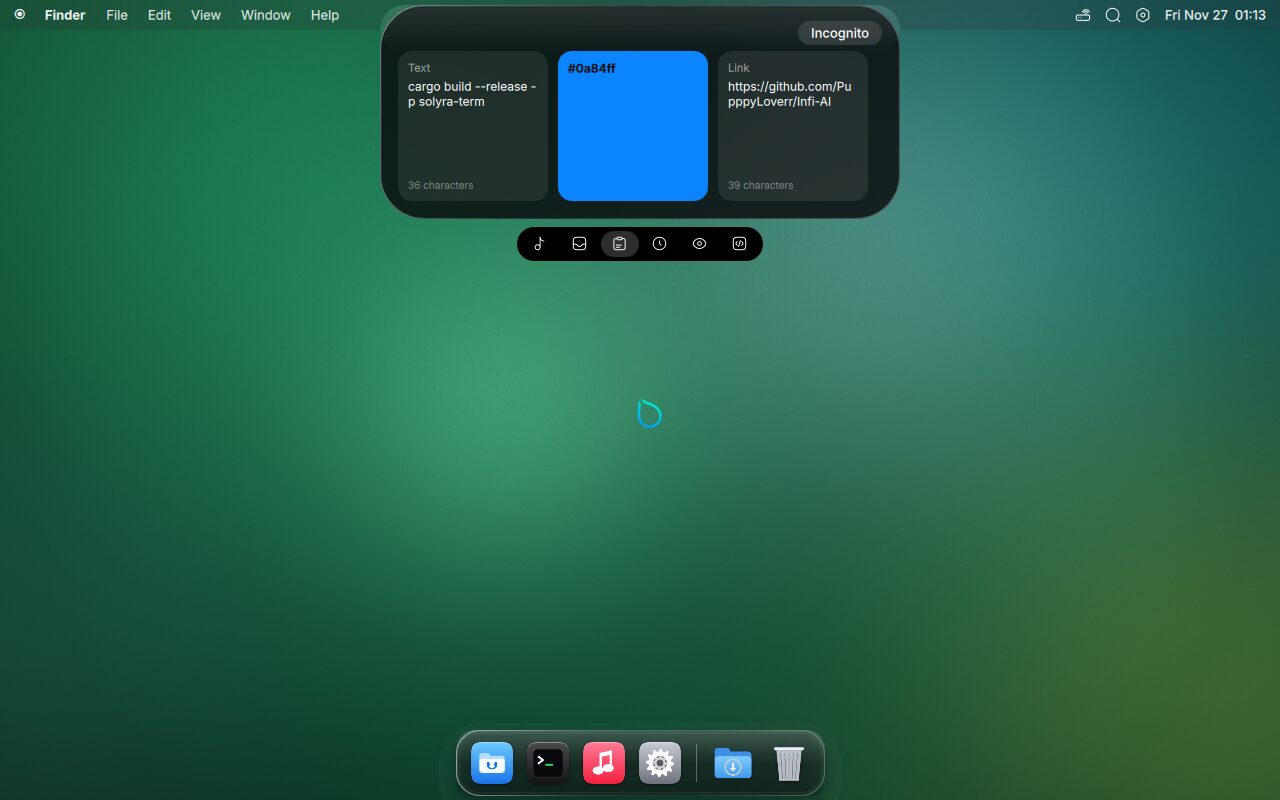 Finder File Edit View Window Help
Fri Nov 27 01:13
Incognito
Text
cargo build --release -
p solyra-term
36 characters
#0a84ff
Link
https://github.com/Pu
pppyLoverr/Infi-AI
39 characters